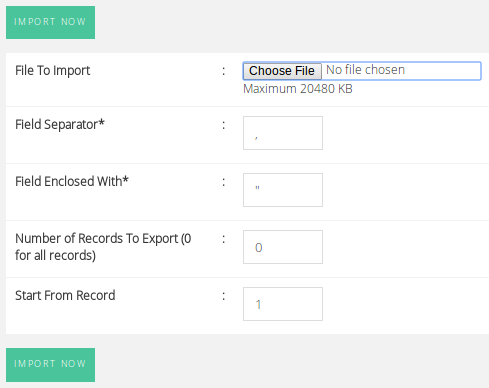 IMPORT NOW
File To Import : Choose File No file chosen
Maximum 20480 KB
Field Separator* : ,
Field Enclosed With* : "
Number of Records To Export (0 : 0
for all records)
Start From Record : 1
IMPORT NOW